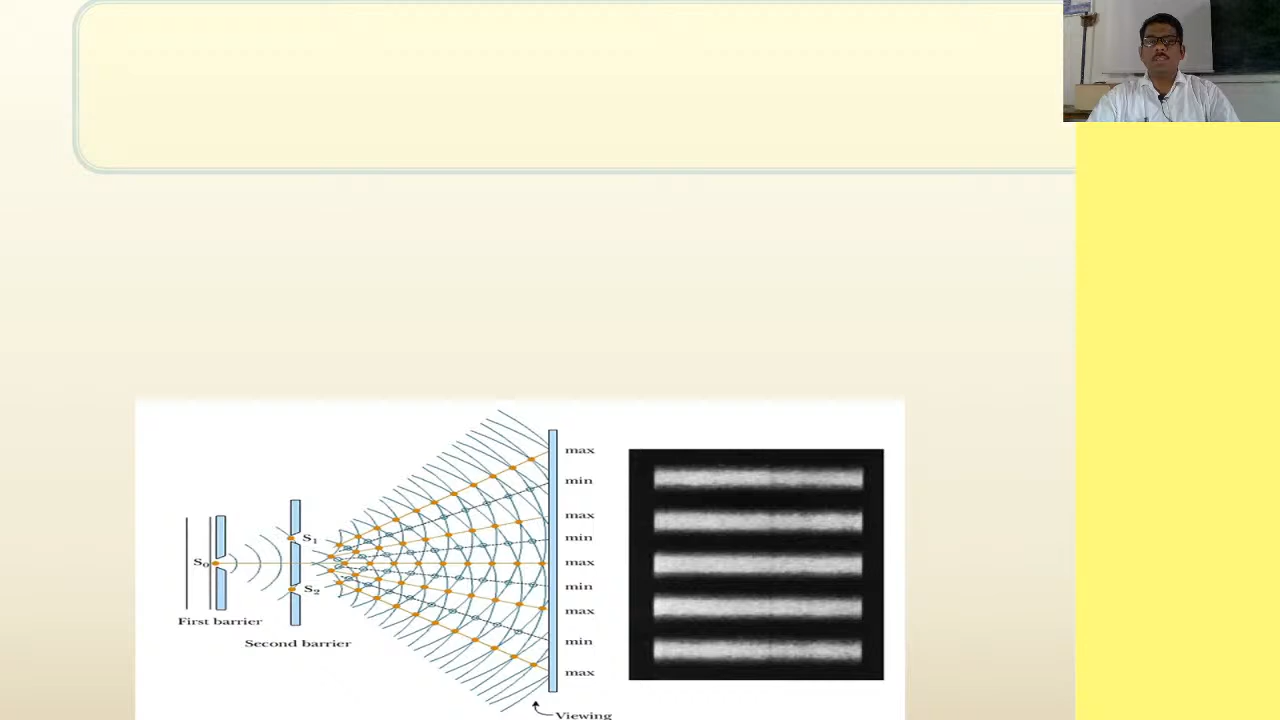 max
min
max
S1
min
S0
max
min
S2
max
First barrier
min
Second barrier
max
Viewing